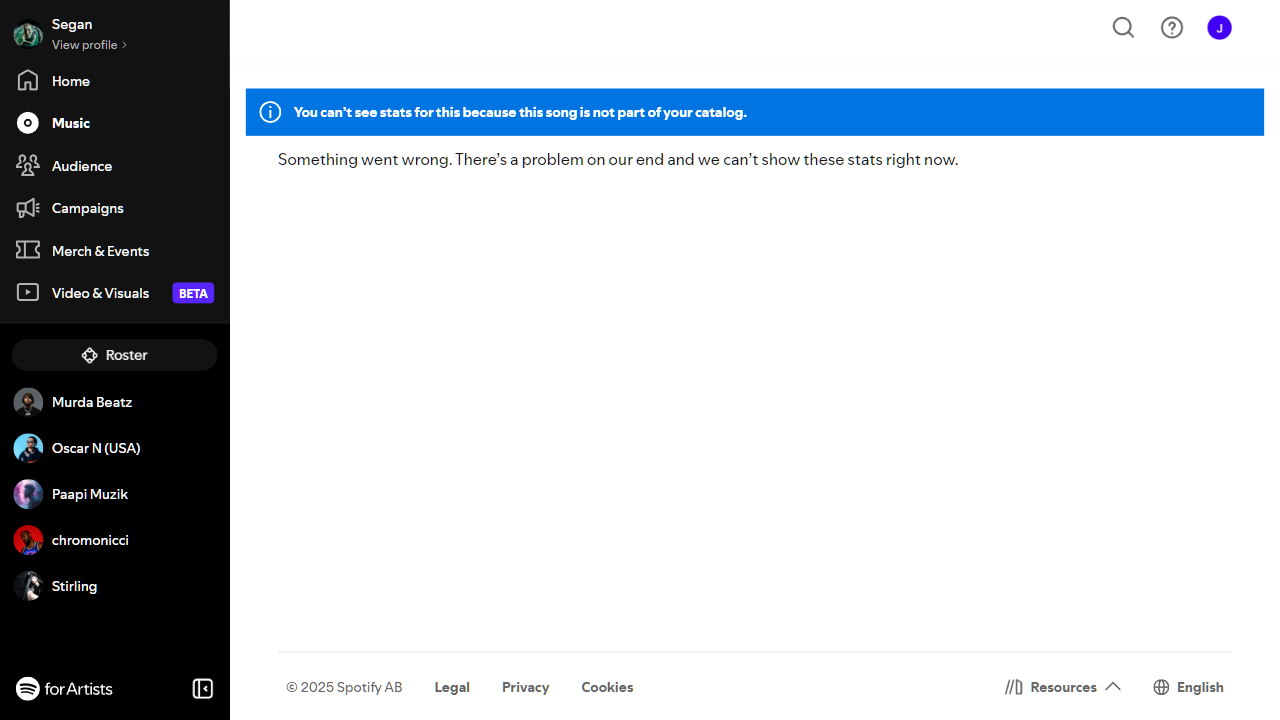 Segan
View profile
Home
Music
Audience
Campaigns
Merch & Events
Video & Visuals BETA
Roster
Murda Beatz
Oscar N (USA)
Paapi Muzik
chromonicci
Stirling
for Artists
J
You can’t see stats for this because this song is not part of your catalog.
Something went wrong. There’s a problem on our end and we can’t show these stats right now.
© 2025 Spotify AB Legal Privacy Cookies Resources English